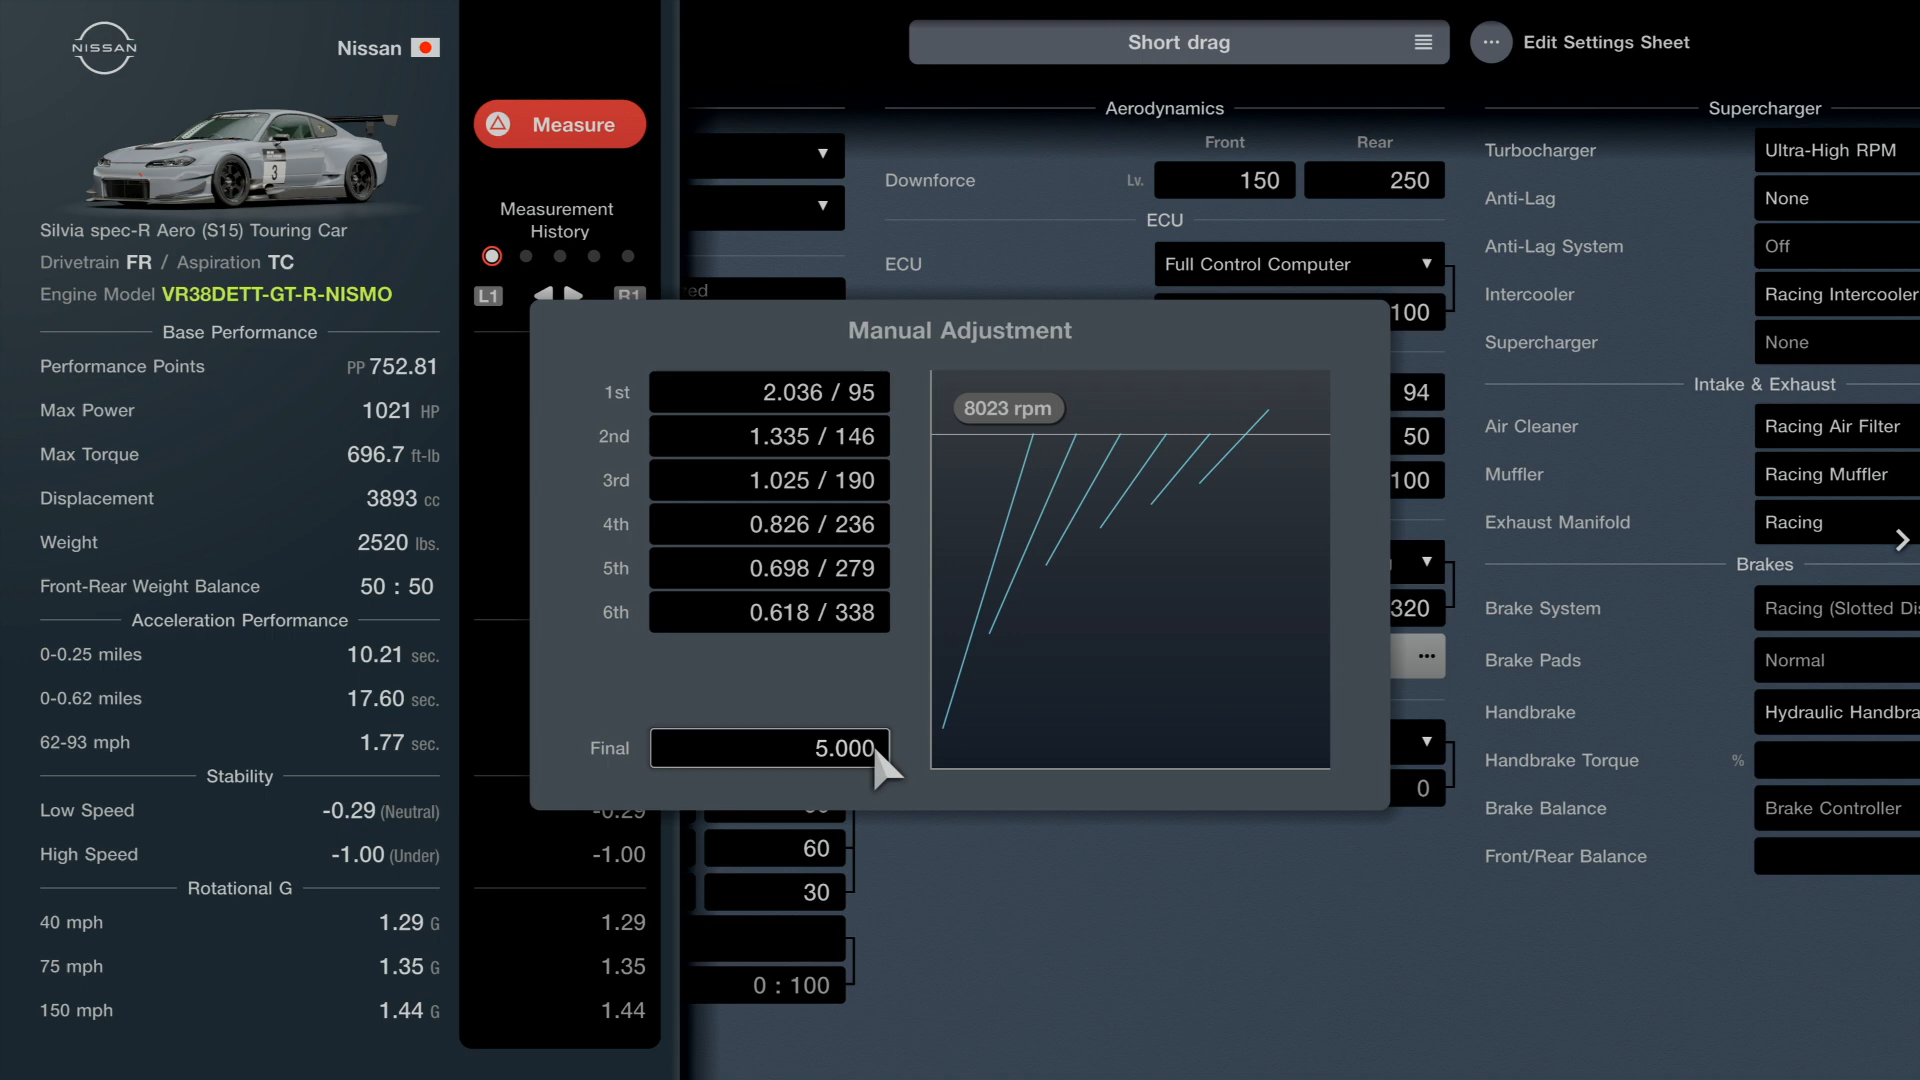 NISSAN
Nissan
Silvia spec-R Aero (S15) Touring Car
Drivetrain FR / Aspiration TC
Engine Model VR38DETT-GT-R-NISMO
Base Performance
Performance Points PP 752.81
Max Power 1021 HP
Max Torque 696.7 ft-lb
Displacement 3893 cc
Weight 2520 lbs.
Front-Rear Weight Balance 50 : 50
Acceleration Performance
0-0.25 miles 10.21 sec.
0-0.62 miles 17.60 sec.
62-93 mph 1.77 sec.
Stability
Low Speed -0.29 (Neutral)
High Speed -1.00 (Under)
Rotational G
40 mph 1.29 G
75 mph 1.35 G
150 mph 1.44 G
Measure
Measurement
History
L1 R1
-0.29
-1.00
1.29
1.35
1.44
60
30
0 : 100
Short drag
Edit Settings Sheet
Aerodynamics
Front Rear
Downforce Lv. 150 250
ECU
ECU Full Control Computer
100
94
50
100
320
0
Manual Adjustment
1st 2.036 / 95
2nd 1.335 / 146
3rd 1.025 / 190
4th 0.826 / 236
5th 0.698 / 279
6th 0.618 / 338
Final 5.000
8023 rpm
Supercharger
Turbocharger Ultra-High RPM
Anti-Lag None
Anti-Lag System Off
Intercooler Racing Intercooler
Supercharger None
Intake & Exhaust
Air Cleaner Racing Air Filter
Muffler Racing Muffler
Exhaust Manifold Racing
Brakes
Brake System Racing (Slotted Dis
Brake Pads Normal
Handbrake Hydraulic Handbra
Handbrake Torque %
Brake Balance Brake Controller
Front/Rear Balance